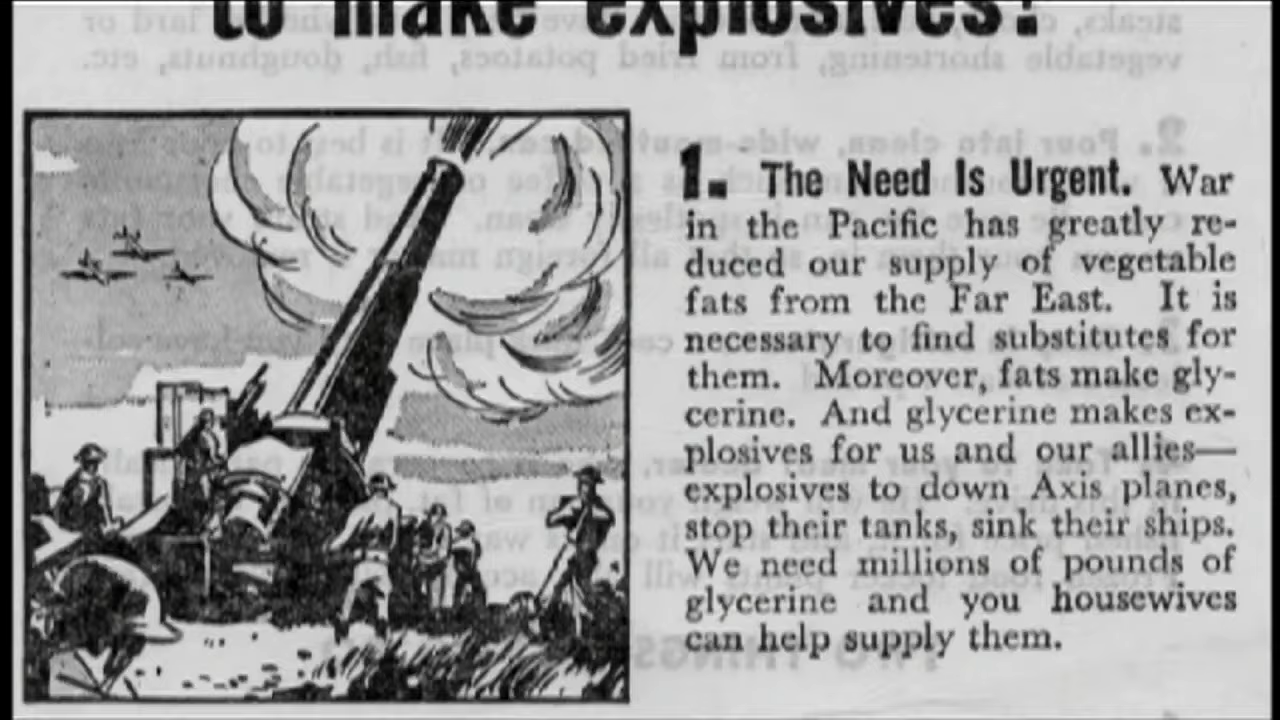 to make explosives!
1. The Need Is Urgent. War
in the Pacific has greatly re-
duced our supply of vegetable
fats from the Far East. It is
necessary to find substitutes for
them. Moreover, fats make gly-
cerine. And glycerine makes ex-
plosives for us and our allies—
explosives to down Axis planes,
stop their tanks, sink their ships.
We need millions of pounds of
glycerine and you housewives
can help supply them.